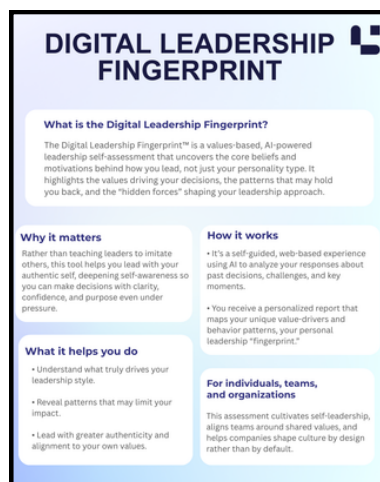 DIGITAL LEADERSHIP
FINGERPRINT
What is the Digital Leadership Fingerprint?
The Digital Leadership Fingerprint™ is a values-based, AI-powered
leadership self-assessment that uncovers the core beliefs and
motivations behind how you lead, not just your personality type. It
highlights the values driving your decisions, the patterns that may hold
you back, and the “hidden forces” shaping your leadership approach.
Why it matters
Rather than teaching leaders to imitate
others, this tool helps you lead with your
authentic self, deepening self-awareness so
you can make decisions with clarity,
confidence, and purpose even under
pressure.
How it works
• It’s a self-guided, web-based experience
using AI to analyze your responses about
past decisions, challenges, and key
moments.
• You receive a personalized report that
maps your unique value-drivers and
behavior patterns, your personal
leadership “fingerprint.”
What it helps you do
• Understand what truly drives your
leadership style.
• Reveal patterns that may limit your
impact.
• Lead with greater authenticity and
alignment to your own values.
For individuals, teams,
and organizations
This assessment cultivates self-leadership,
aligns teams around shared values, and
helps companies shape culture by design
rather than by default.